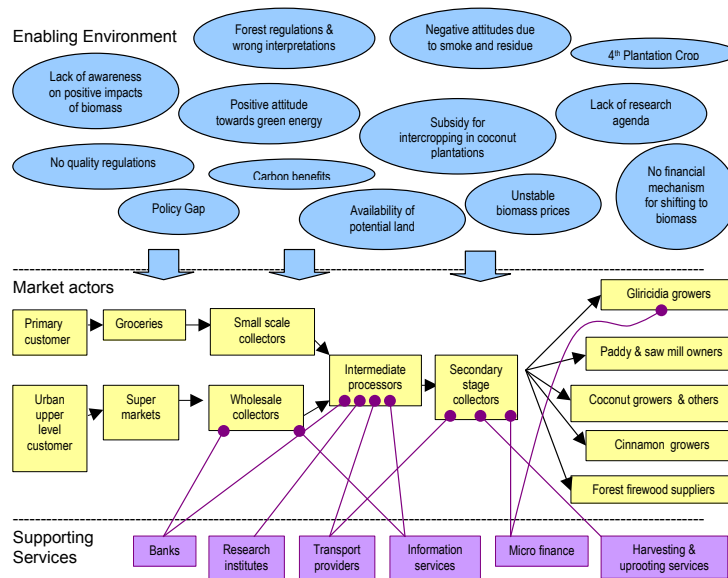 Enabling Environment
Forest regulations &
wrong interpretations
Negative attitudes due
to smoke and residue
4th Plantation Crop
Lack of awareness
on positive impacts
of biomass
Positive attitude
towards green energy
Subsidy for
intercropping in coconut
plantations
Lack of research
agenda
No quality regulations
Carbon benefits
No financial
mechanism
for shifting to
biomass
Policy Gap
Availability of
potential land
Unstable
biomass prices
Market actors
Primary
customer
Groceries
Small scale
collectors
Intermediate
processors
Secondary
stage
collectors
Gliricidia growers
Paddy & saw mill owners
Coconut growers & others
Cinnamon growers
Forest firewood suppliers
Urban
upper
level
customer
Super
markets
Wholesale
collectors
Supporting
Services
Banks
Research
institutes
Transport
providers
Information
services
Micro finance
Harvesting &
uprooting services